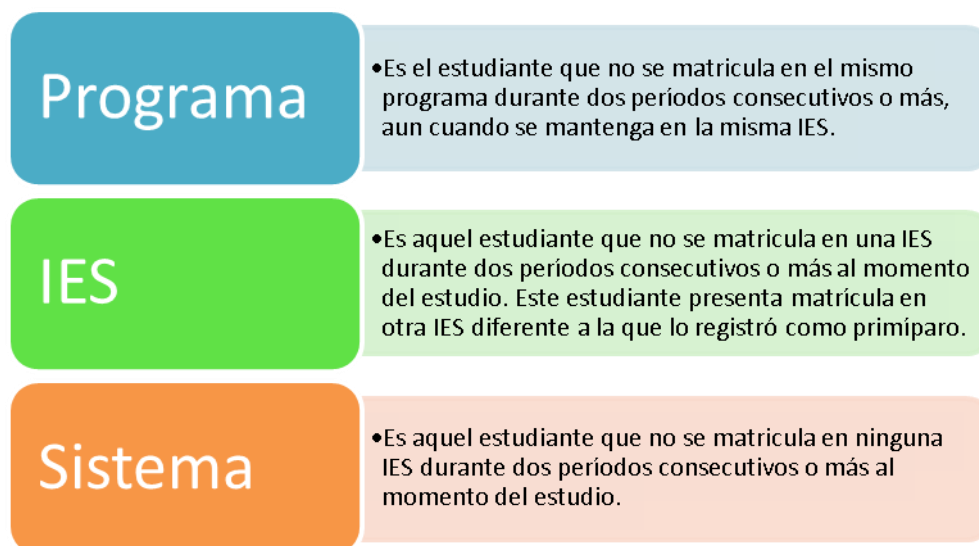 Programa
•Es el estudiante que no se matricula en el mismo
programa durante dos períodos consecutivos o más,
aun cuando se mantenga en la misma IES.
IES
•Es aquel estudiante que no se matricula en una IES
durante dos períodos consecutivos o más al momento
del estudio. Este estudiante presenta matrícula en
otra IES diferente a la que lo registró como primíparo.
Sistema
•Es aquel estudiante que no se matricula en ninguna
IES durante dos períodos consecutivos o más al
momento del estudio.